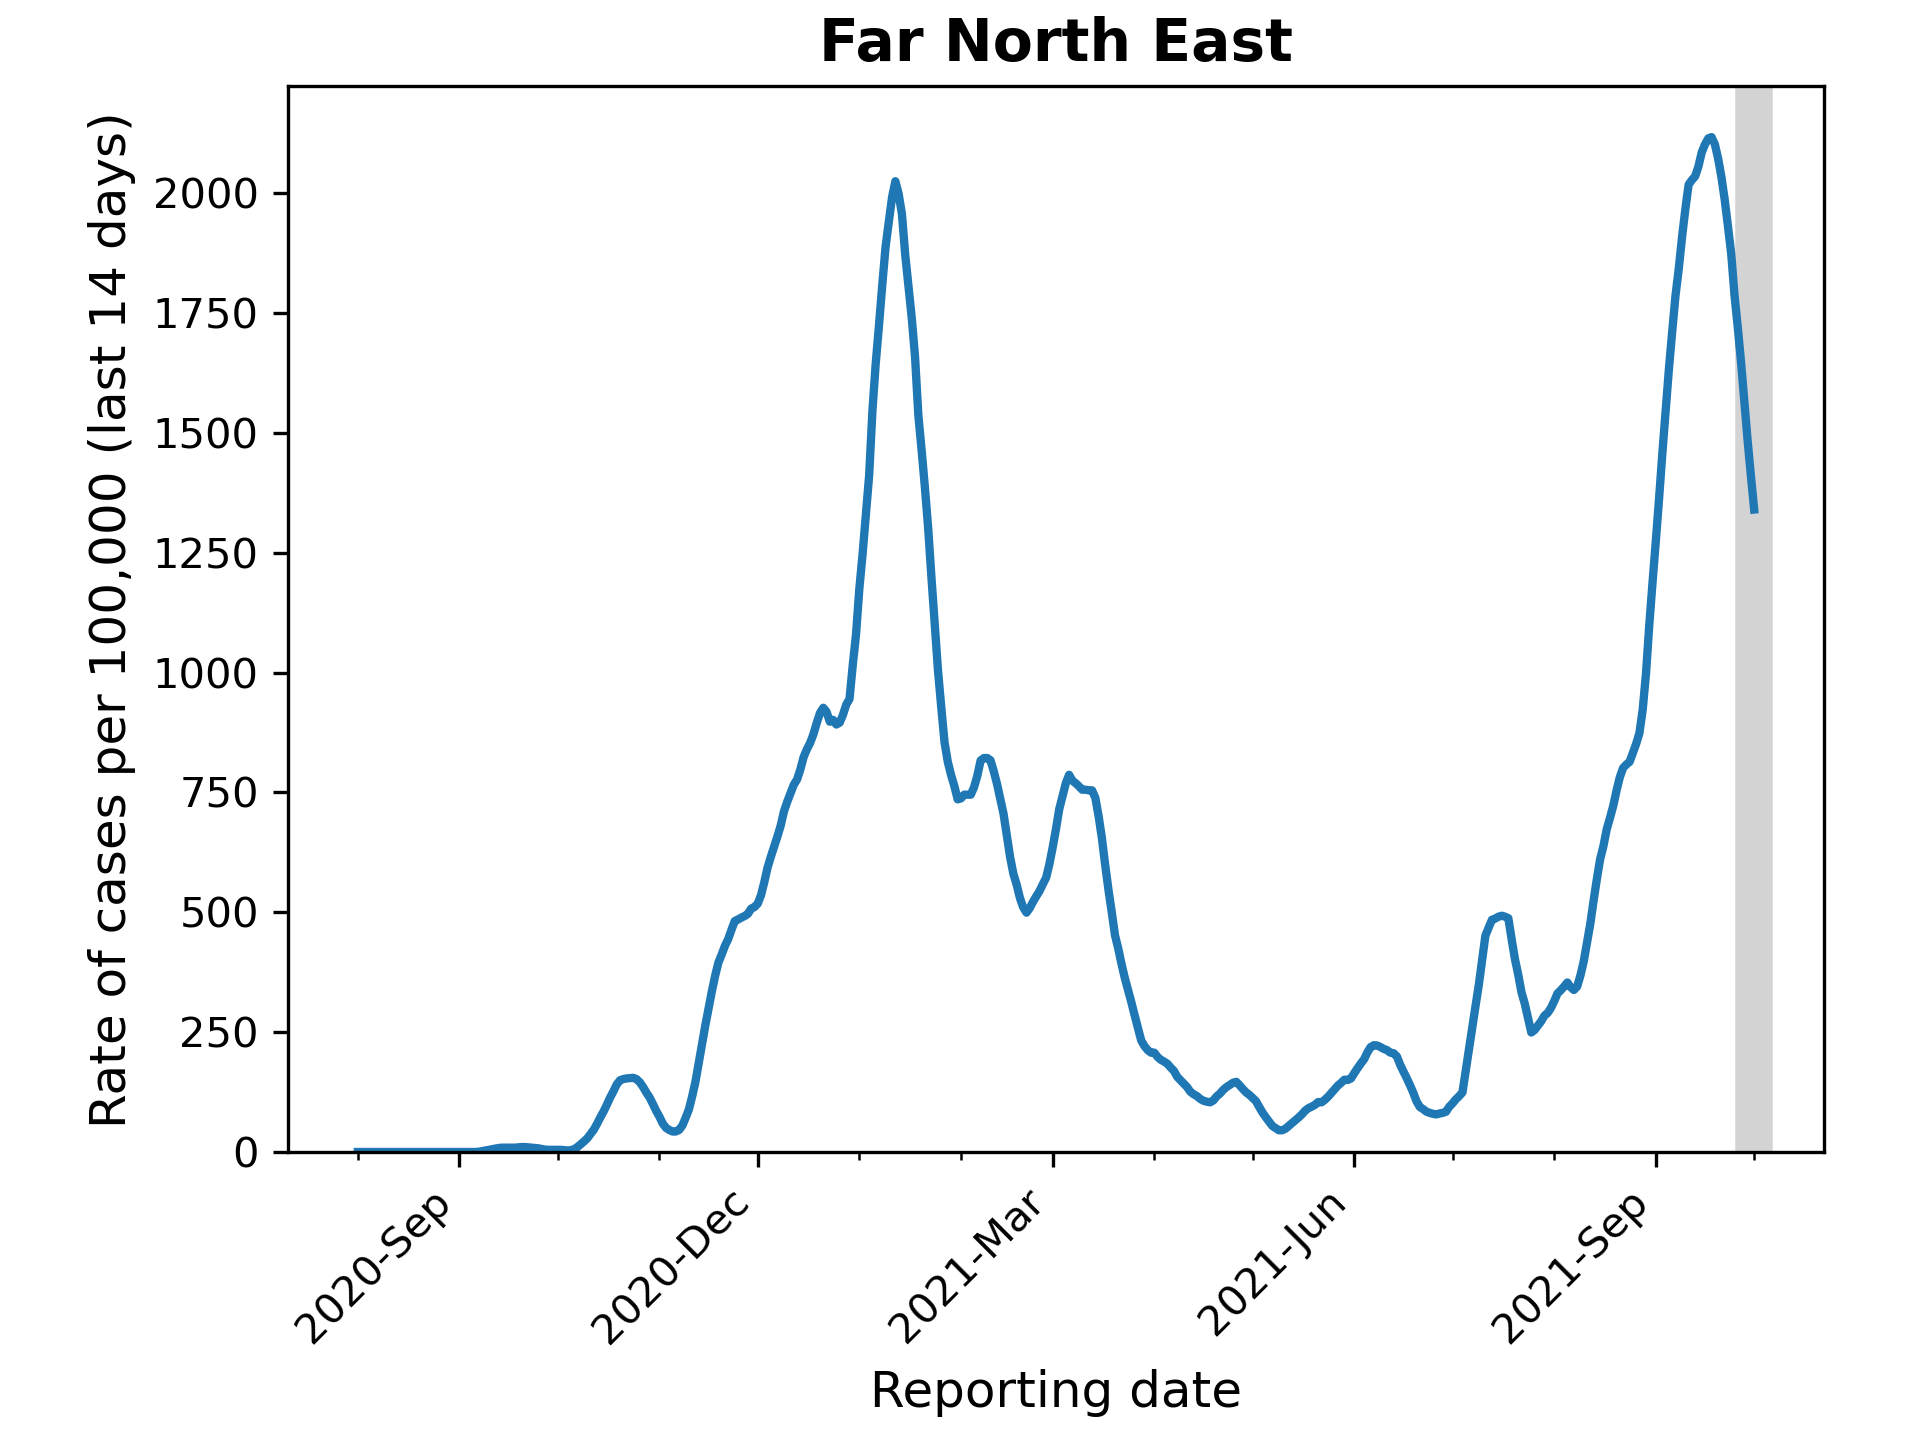 Far North East
Rate of cases per 100,000 (last 14 days)
2000
1750
1500
1250
1000
750
500
250
0
2020-Sep
2020-Dec
2021-Mar
2021-Jun
2021-Sep
Reporting date